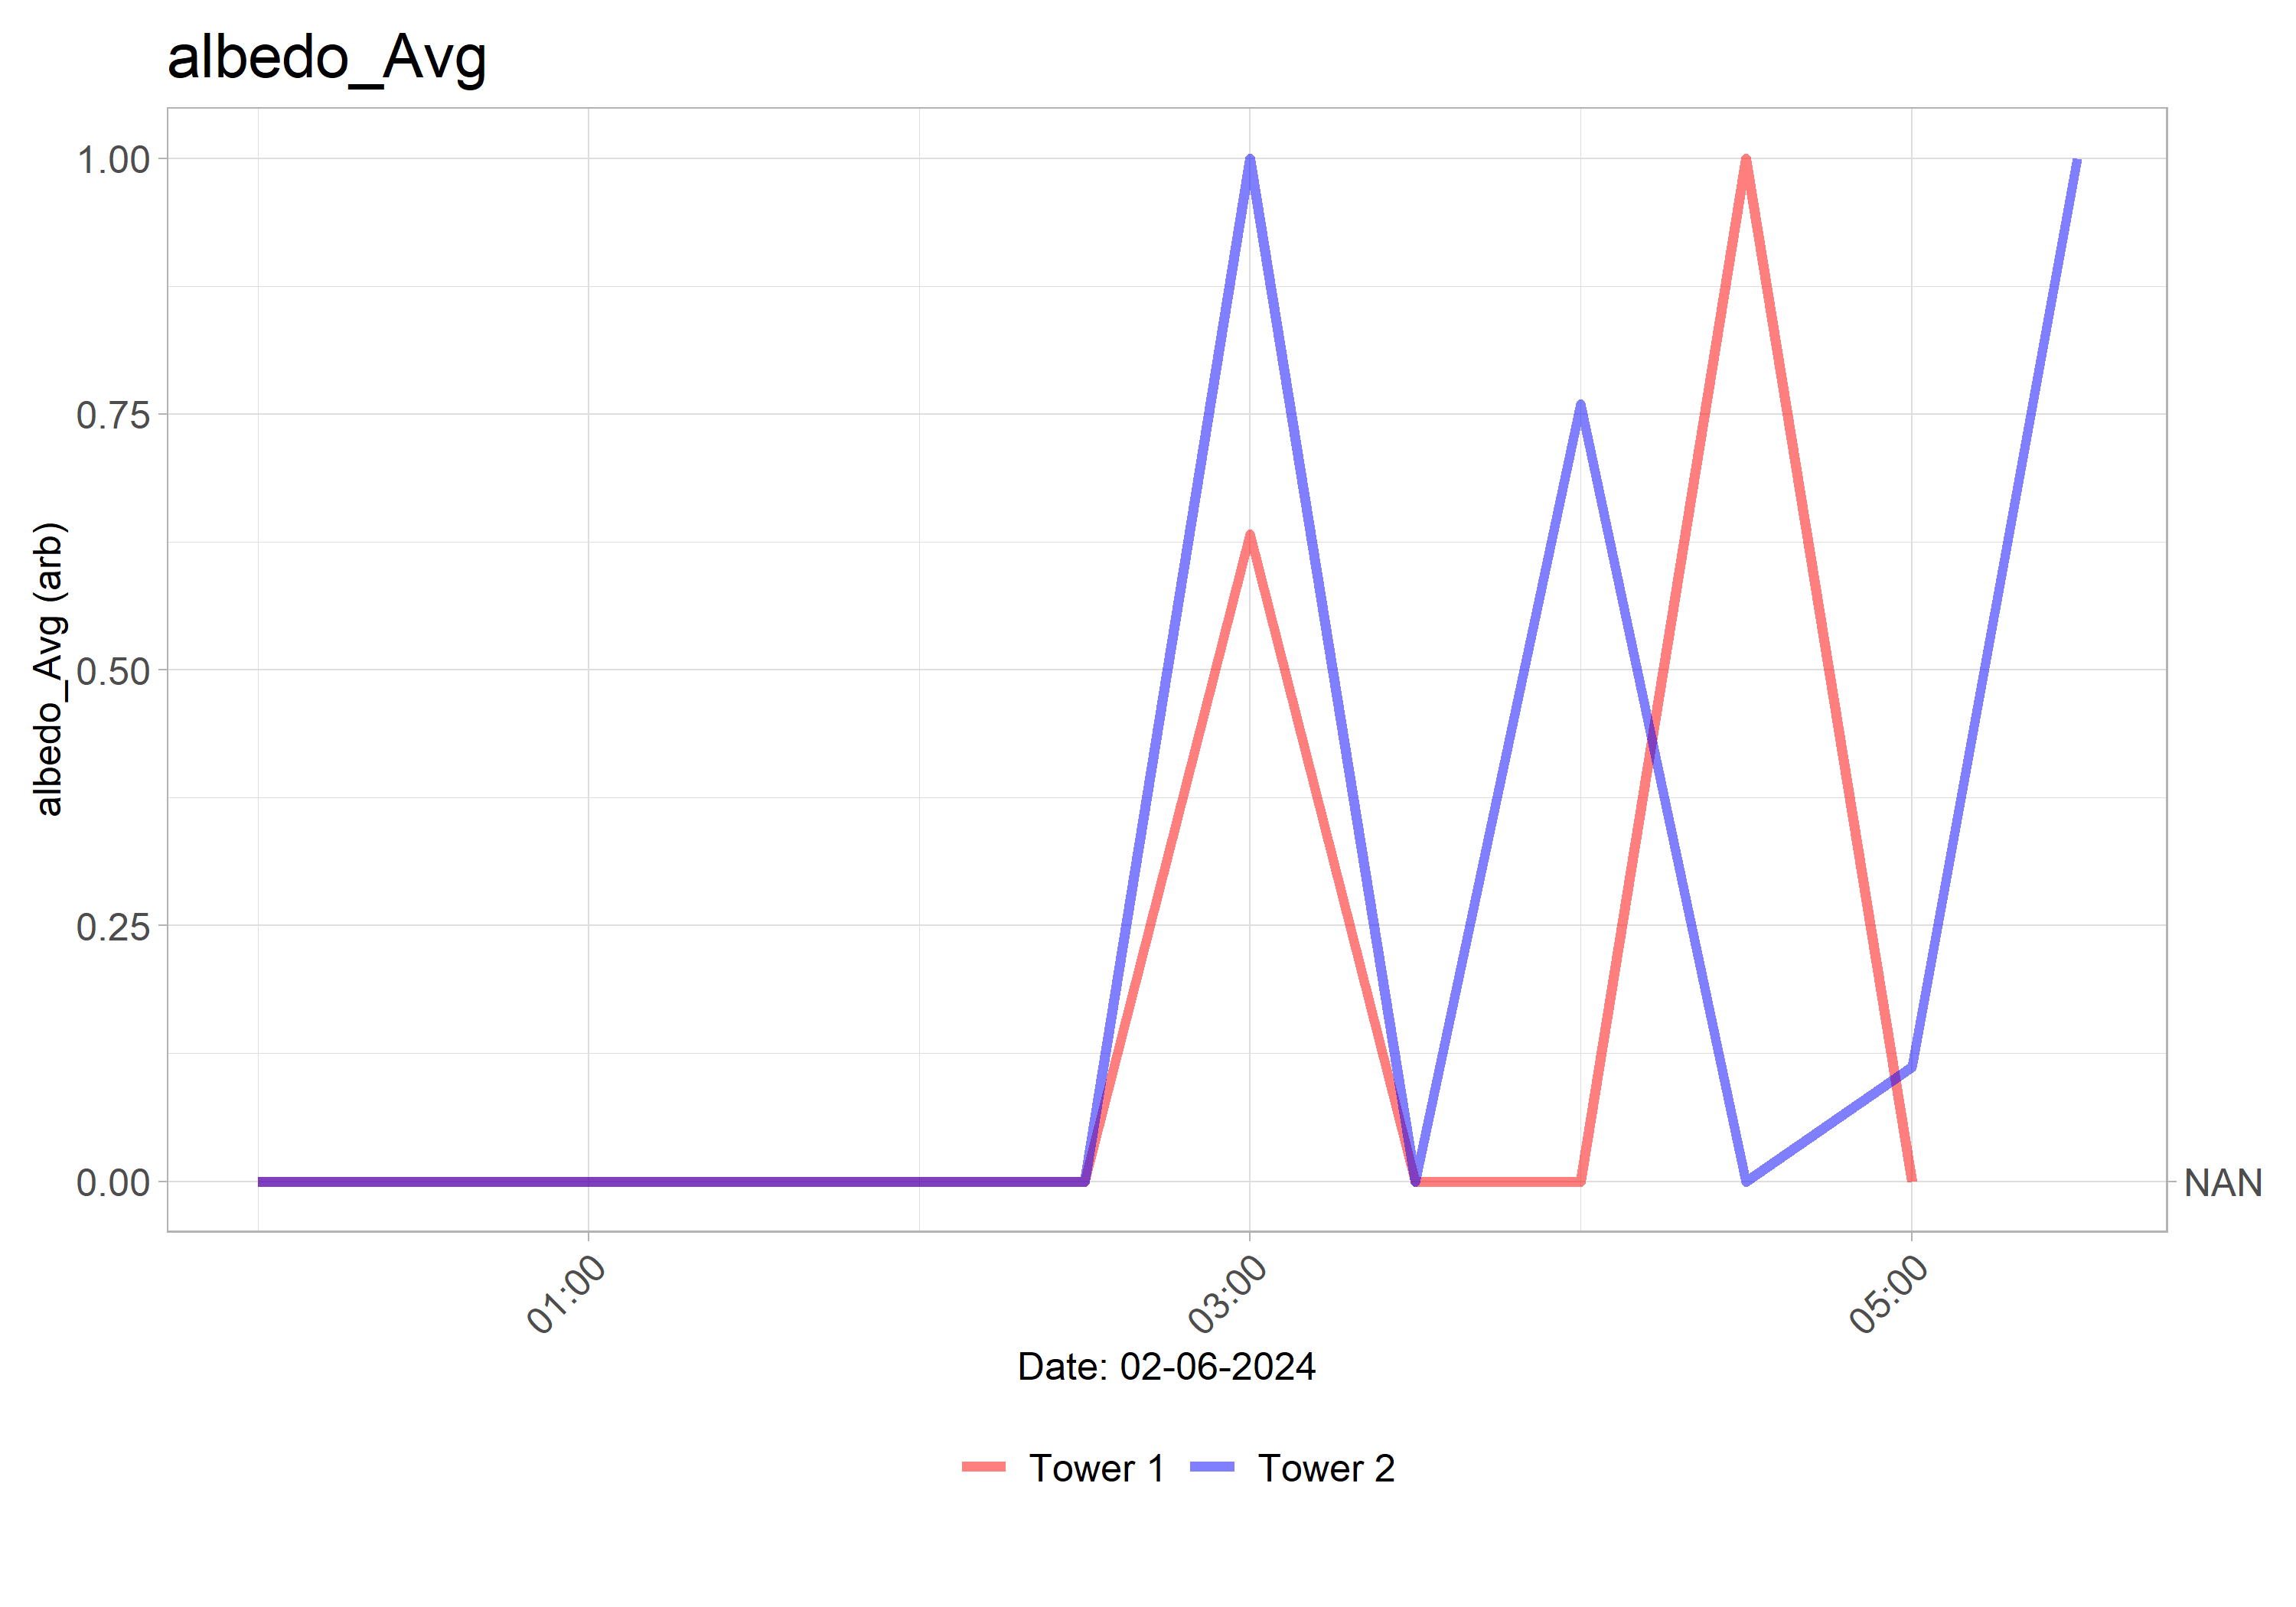 albedo_Avg
albedo_Avg (arb)
1.00
0.75
0.50
0.25
0.00
NAN
01:00
03:00
05:00
Date: 02-06-2024
Tower 1
Tower 2